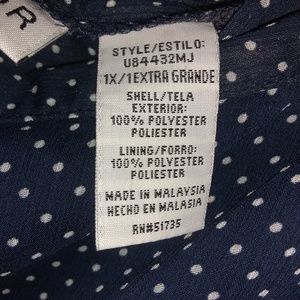 STYLE/ESTILO:
U84432MJ
1X/1EXTRA GRANDE
SHELL/TELA
EXTERIOR:
100% POLYESTER
POLIESTER
LINING/FORRO:
100% POLYESTER
POLIESTER
MADE IN MALAYSIA
HECHO EN MALASIA
RN#51735